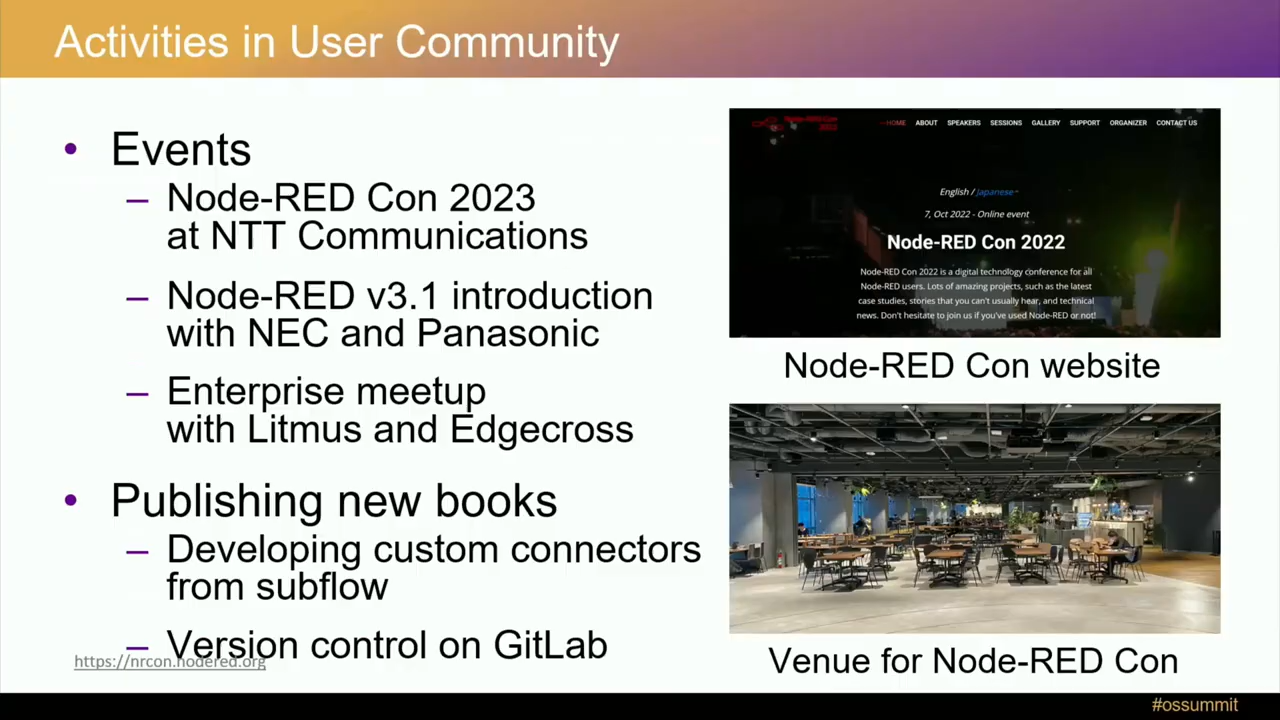 Activities in User Community
• Events
– Node-RED Con 2023
at NTT Communications
– Node-RED v3.1 introduction
with NEC and Panasonic
– Enterprise meetup
with Litmus and Edgecross
• Publishing new books
– Developing custom connectors
from subflow
– Version control on GitLab
https://nrcon.nodered.org
HOME ABOUT SPEAKERS SESSIONS GALLERY SUPPORT ORGANIZER CONTACT US
English / Japanese
7, Oct 2022 - Online event
Node-RED Con 2022
Node-RED Con 2022 is a digital technology conference for all
Node-RED users. Lots of amazing projects, such as the latest
case studies, stories that you can't usually hear, and technical
news. Don't hesitate to join us if you've used Node-RED or not!
Node-RED Con website
Venue for Node-RED Con
#ossummit